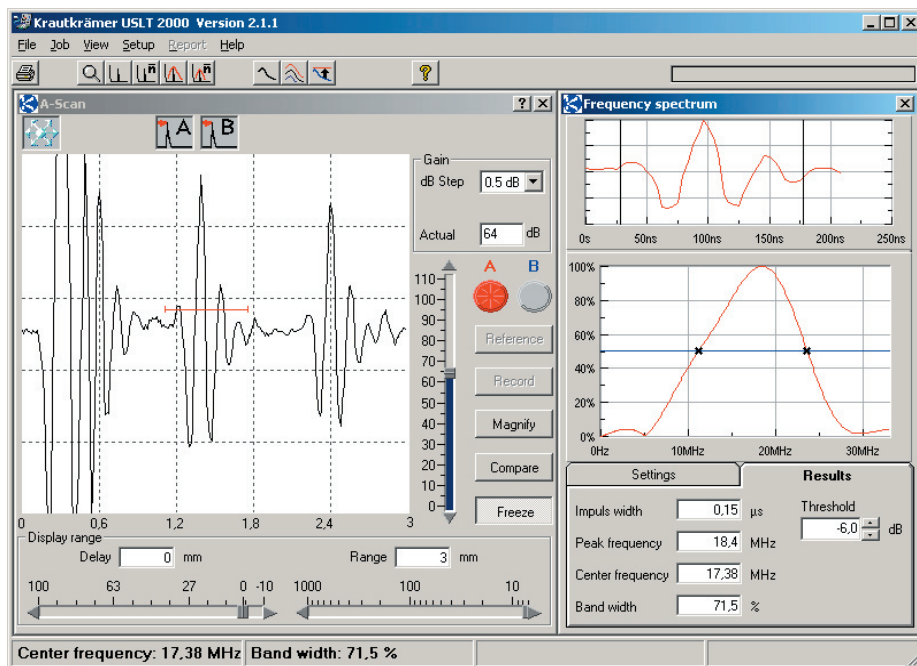 Krautkrämer USLT 2000 Version 2.1.1
File Job View Setup Report Help
n n ?
A-Scan
A B
Gain
dB Step 0.5 dB
Actual 64 dB
A B
110
100
90
80
70
60
50
40
30
20
10
0
Reference
Record
Magnify
Compare
Freeze
0 0,6 1,2 1,8 2,4 3
Display range
Delay 0 mm Range 3 mm
100 63 27 0 -10 1000 100 10
Frequency spectrum
0s 50ns 100ns 150ns 200ns 250ns
100%
80%
60%
40%
20%
0%
0Hz 10MHz 20MHz 30MHz
Settings Results
Impuls width 0,15 µs Threshold
-6,0 dB
Peak frequency 18,4 MHz
Center frequency 17,38 MHz
Band width 71,5 %
Center frequency: 17,38 MHz Band width: 71,5 %